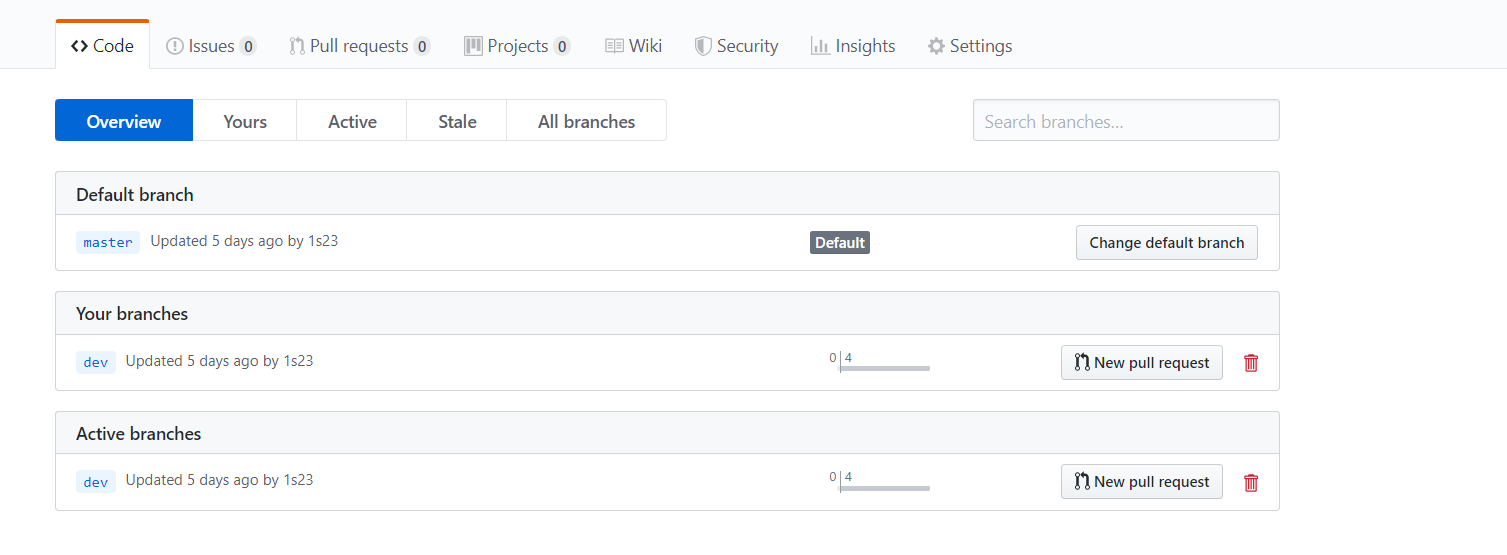 Code Issues 0 Pull requests 0 Projects 0 Wiki Security Insights Settings
Overview Yours Active Stale All branches Search branches...
Default branch
master Updated 5 days ago by 1s23 Default Change default branch
Your branches
dev Updated 5 days ago by 1s23 0 4 New pull request
Active branches
dev Updated 5 days ago by 1s23 0 4 New pull request